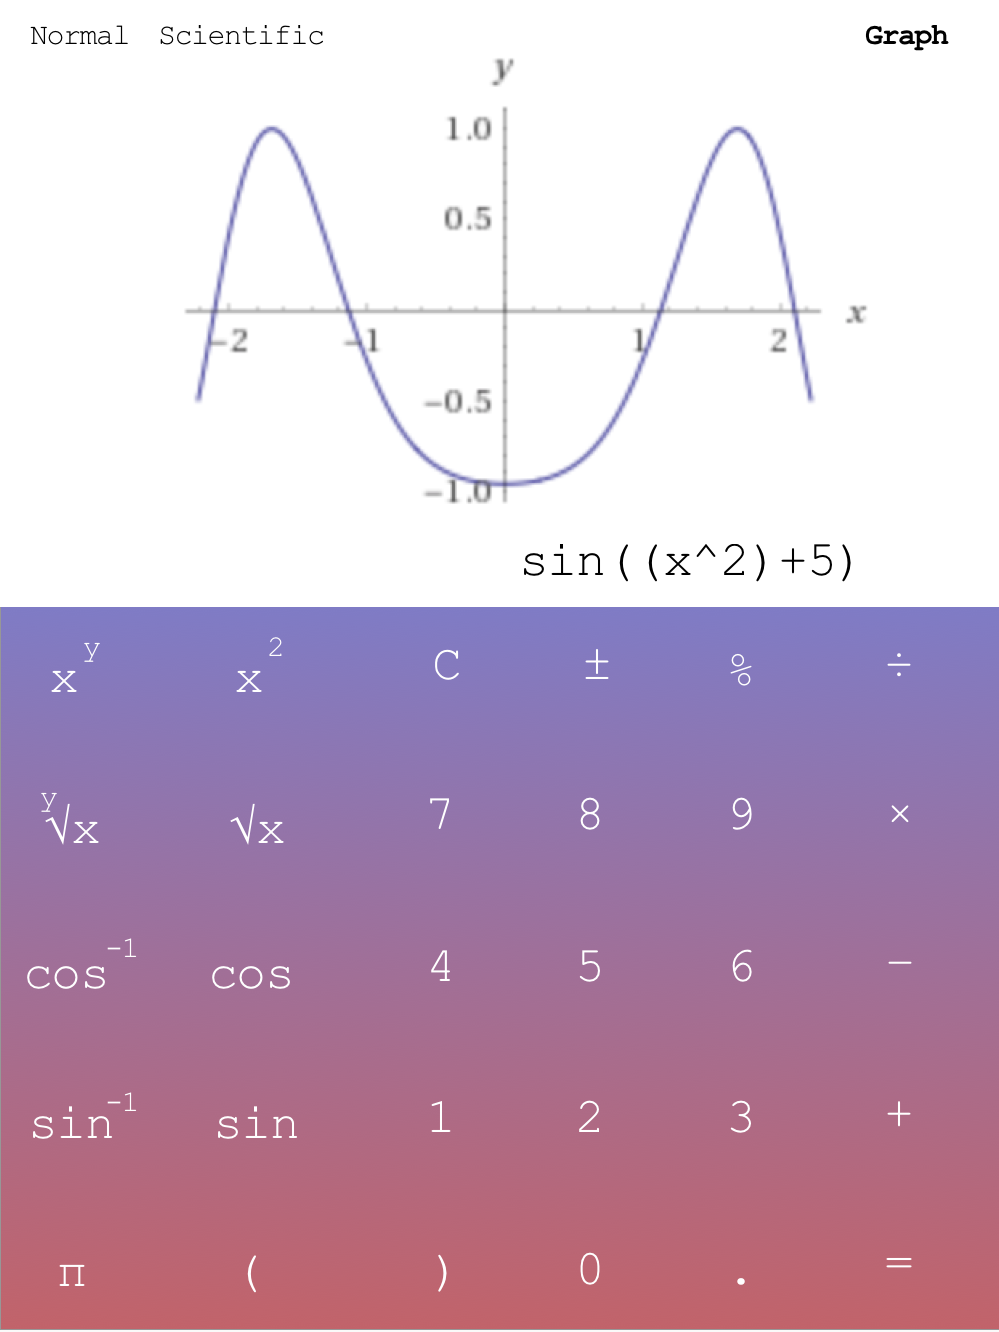 Normal Scientific Graph
y
1.0
0.5
−2 −1 1 2 x
−0.5
−1.0
sin((x^2)+5)
x^y x^2 C ± % ÷
y√x √x 7 8 9 ×
cos^-1 cos 4 5 6 −
sin^-1 sin 1 2 3 +
π ( ) 0 . =